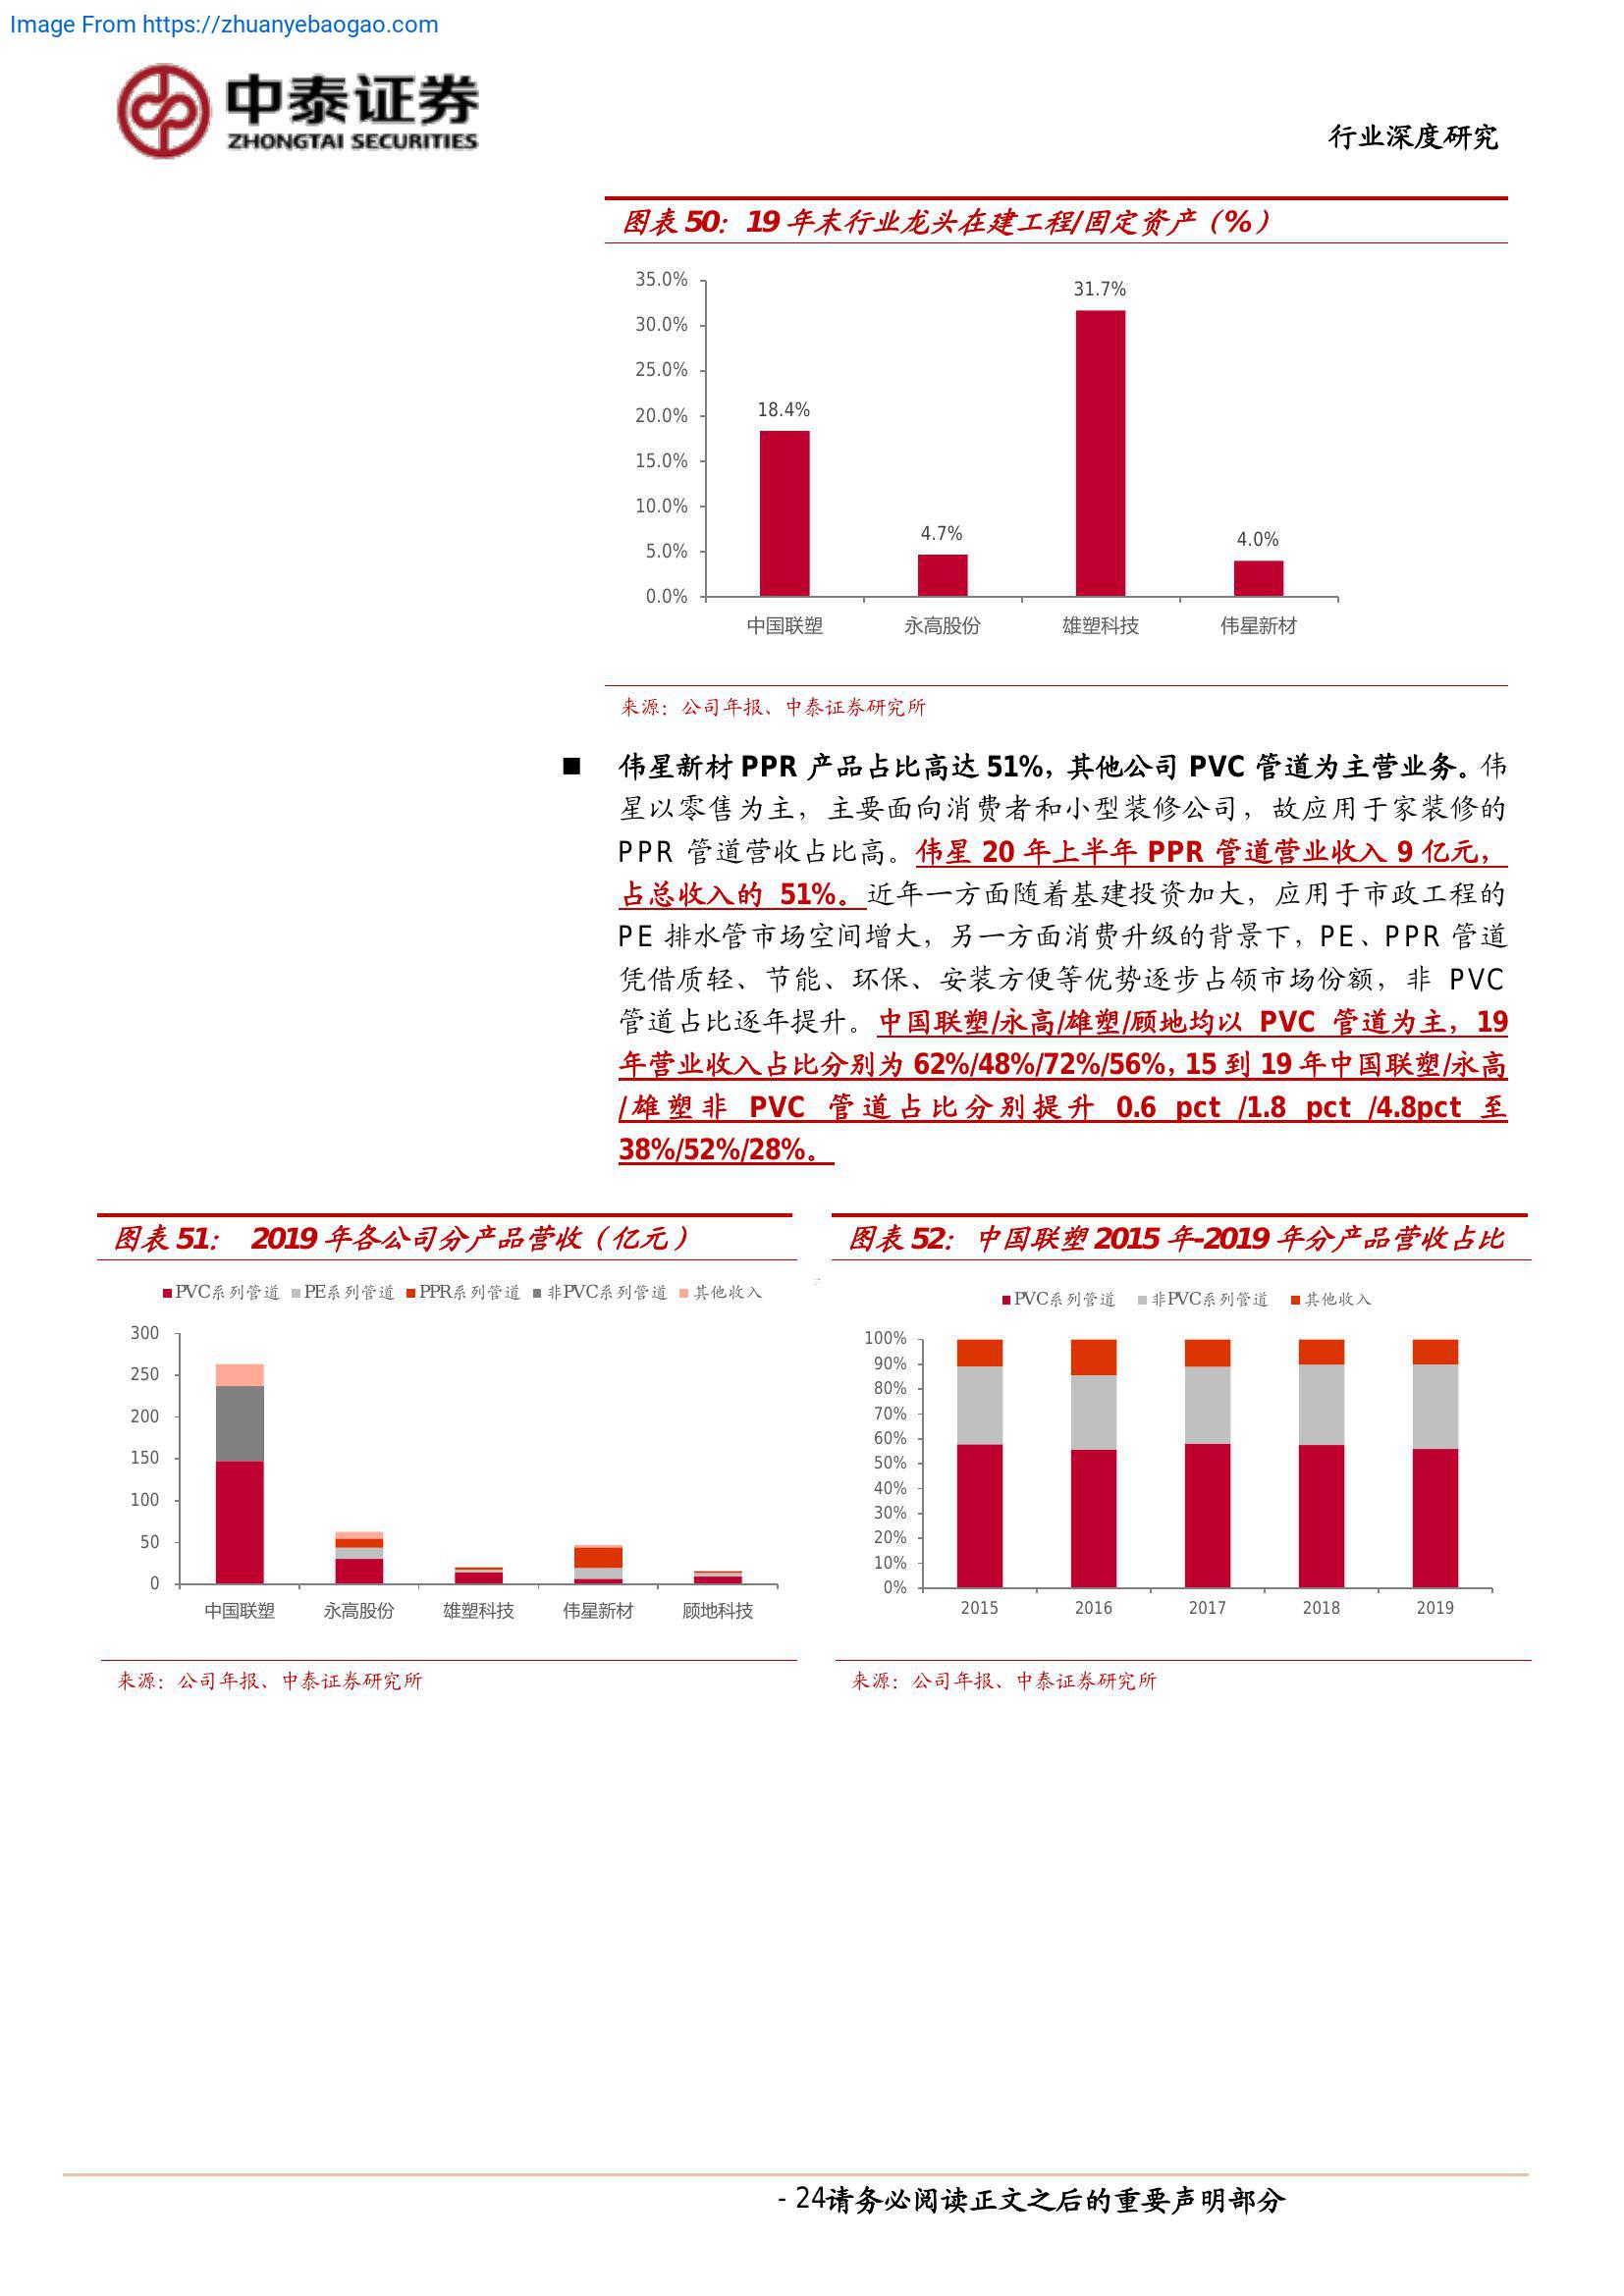 Image From https://zhuanyebaogao.com
中泰证券
ZHONGTAI SECURITIES
行业深度研究
图表 50：19 年末行业龙头在建工程/固定资产（%）
35.0%
30.0%
25.0%
20.0%
15.0%
10.0%
5.0%
0.0%
18.4%
4.7%
31.7%
4.0%
中国联塑 永高股份 雄塑科技 伟星新材
来源：公司年报、中泰证券研究所
■ 伟星新材 PPR 产品占比高达 51%，其他公司 PVC 管道为主营业务。伟
星以零售为主，主要面向消费者和小型装修公司，故应用于家装修的
PPR 管道营收占比高。伟星 20 年上半年 PPR 管道营业收入 9 亿元，
占总收入的 51%。近年一方面随着基建投资加大，应用于市政工程的
PE 排水管市场空间增大，另一方面消费升级的背景下，PE、PPR 管道
凭借质轻、节能、环保、安装方便等优势逐步占领市场份额，非 PVC
管道占比逐年提升。中国联塑/永高/雄塑/顾地均以 PVC 管道为主，19
年营业收入占比分别为 62%/48%/72%/56%，15 到 19 年中国联塑/永高
/雄塑非 PVC 管道占比分别提升 0.6 pct /1.8 pct /4.8pct 至
38%/52%/28%。
图表 51： 2019 年各公司分产品营收（亿元）
PVC系列管道 PE系列管道 PPR系列管道 非PVC系列管道 其他收入
300
250
200
150
100
50
0
中国联塑 永高股份 雄塑科技 伟星新材 顾地科技
来源：公司年报、中泰证券研究所
图表 52： 中国联塑 2015 年-2019 年分产品营收占比
PVC系列管道 非PVC系列管道 其他收入
100%
90%
80%
70%
60%
50%
40%
30%
20%
10%
0%
2015 2016 2017 2018 2019
来源：公司年报、中泰证券研究所
- 24请务必阅读正文之后的重要声明部分